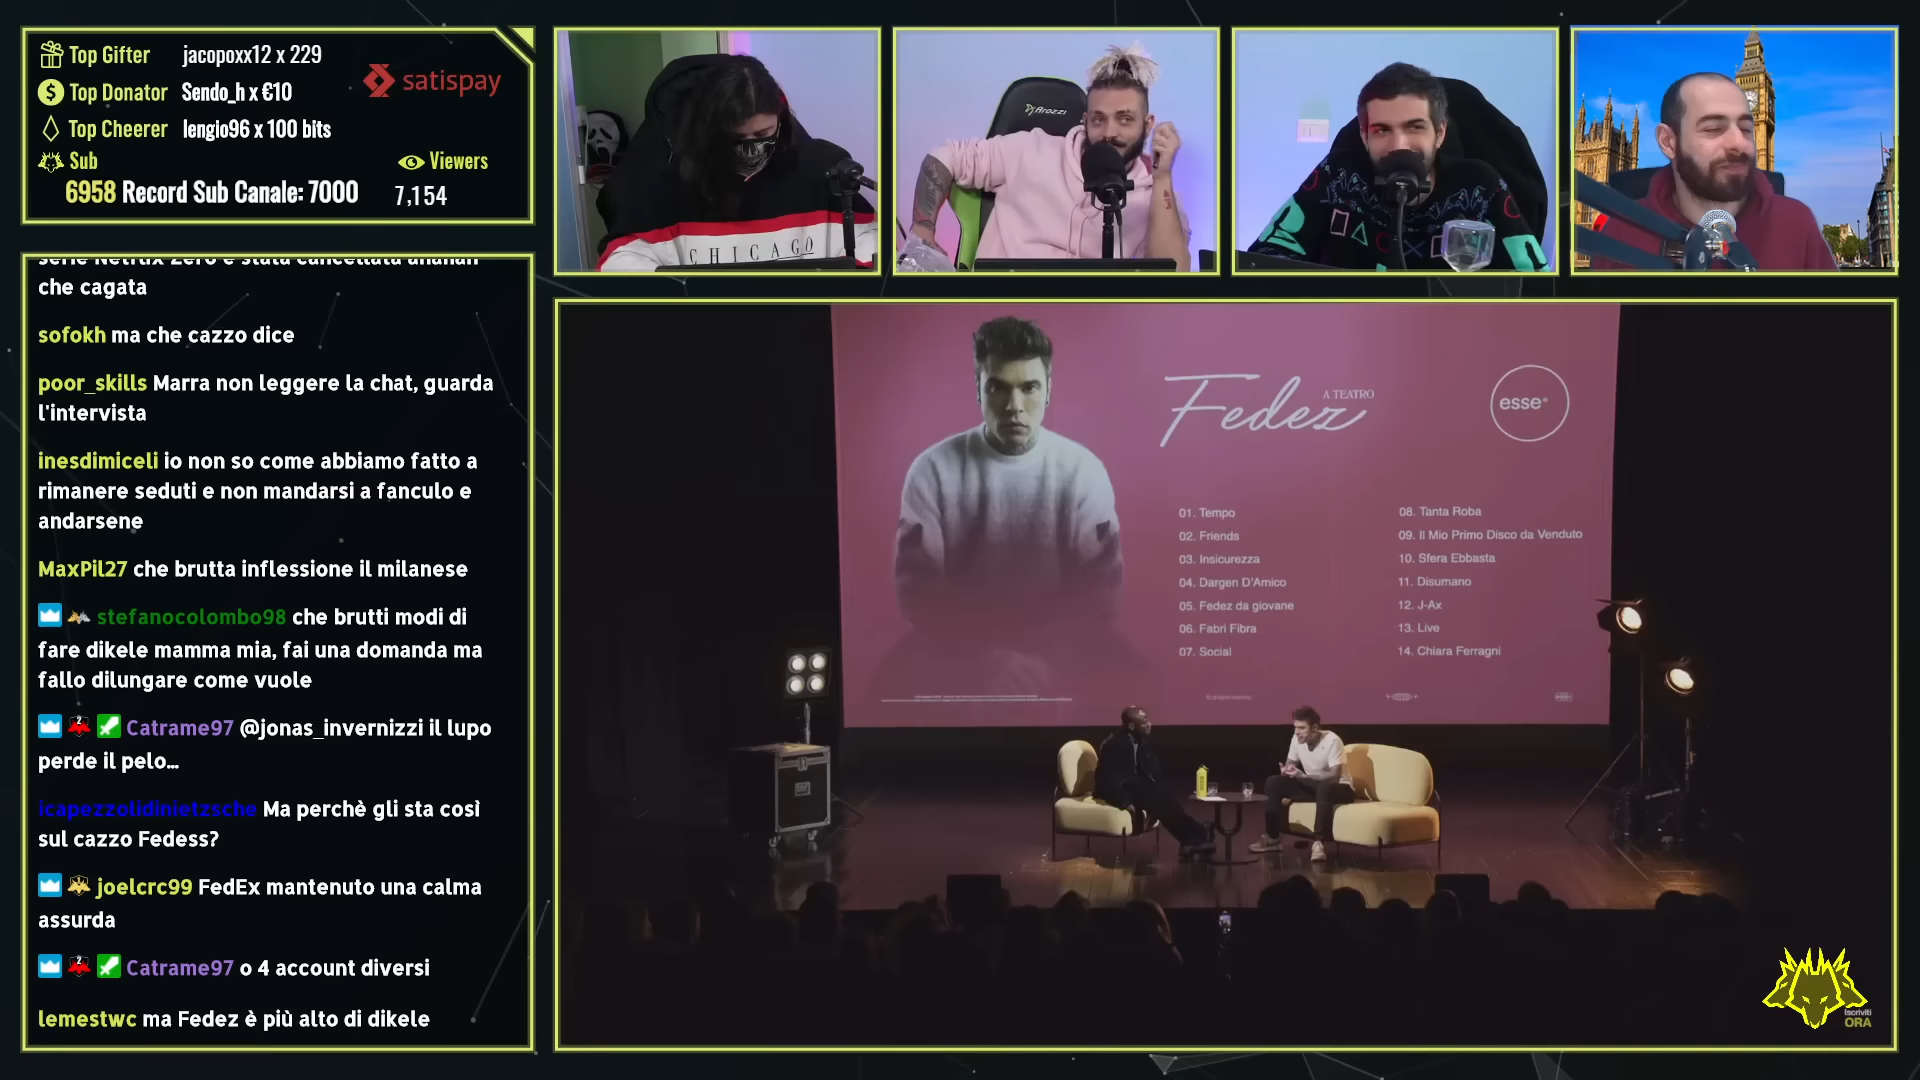 Top Gifter jacopoxx12 x 229
satispay
Top Donator Sendo_h x €10
Top Cheerer lengio96 x 100 bits
Sub
Viewers
6958 Record Sub Canale: 7000
7,154
serie Netflix Zero è stata cancellata ahahah
che cagata
sofokh ma che cazzo dice
poor_skills Marra non leggere la chat, guarda
l'intervista
inesdimiceli io non so come abbiamo fatto a
rimanere seduti e non mandarsi a fanculo e
andarsene
MaxPil27 che brutta inflessione il milanese
stefanocolombo98 che brutti modi di
fare dikele mamma mia, fai una domanda ma
fallo dilungare come vuole
Catrame97 @jonas_invernizzi il lupo
perde il pelo...
icapezzolidinietzsche Ma perchè gli sta così
sul cazzo Fedess?
joelcrc99 FedEx mantenuto una calma
assurda
Catrame97 o 4 account diversi
lemestwc ma Fedez è più alto di dikele
CHICAGO
Arozzi
A TEATRO
Fedez
esse
01. Tempo
02. Friends
03. Insicurezza
04. Dargen D'Amico
05. Fedez da giovane
06. Fabri Fibra
07. Social
08. Tanta Roba
09. Il Mio Primo Disco da Venduto
10. Sfera Ebbasta
11. Disumano
12. J-Ax
13. Live
14. Chiara Ferragni
Iscriviti
ORA